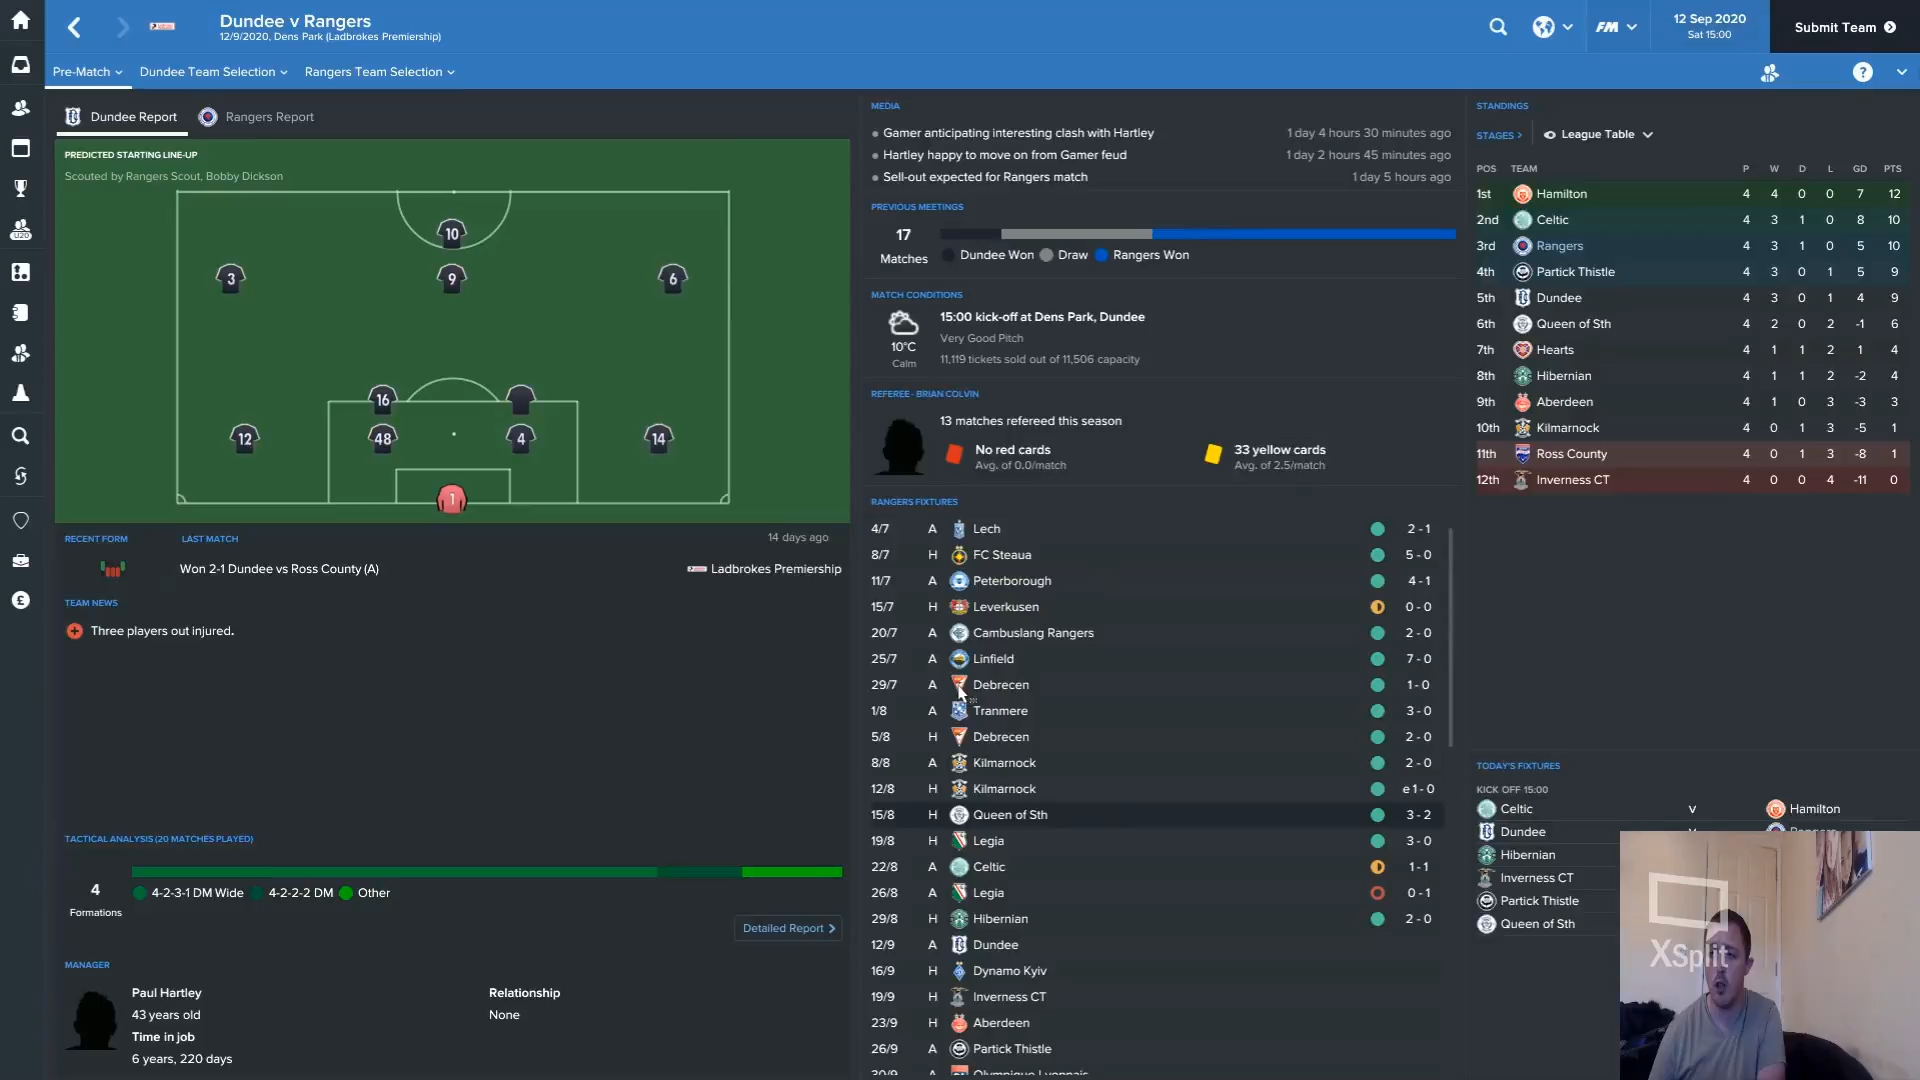 Dundee v Rangers
12/9/2020, Dens Park (Ladbrokes Premiership)
FM
12 Sep 2020
Sat 15:00
Submit Team
Pre-Match
Dundee Team Selection
Rangers Team Selection
?
Dundee Report
Rangers Report
PREDICTED STARTING LINE-UP
Scouted by Rangers Scout, Bobby Dickson
10
3 9 6
16
12 48 4 14
1
RECENT FORM LAST MATCH 14 days ago
Won 2-1 Dundee vs Ross County (A) Ladbrokes Premiership
TEAM NEWS
Three players out injured.
TACTICAL ANALYSIS (20 MATCHES PLAYED)
4
Formations
4-2-3-1 DM Wide 4-2-2-2 DM Other
Detailed Report
MANAGER
Paul Hartley
43 years old
Time in job
6 years, 220 days
Relationship
None
MEDIA
Gamer anticipating interesting clash with Hartley 1 day 4 hours 30 minutes ago
Hartley happy to move on from Gamer feud 1 day 2 hours 45 minutes ago
Sell-out expected for Rangers match 1 day 5 hours ago
PREVIOUS MEETINGS
17
Matches
Dundee Won Draw Rangers Won
MATCH CONDITIONS
10°C
Calm
15:00 kick-off at Dens Park, Dundee
Very Good Pitch
11,119 tickets sold out of 11,506 capacity
REFEREE - BRIAN COLVIN
13 matches refereed this season
No red cards
Avg. of 0.0/match
33 yellow cards
Avg. of 2.5/match
RANGERS FIXTURES
4/7 A Lech 2 - 1
8/7 H FC Steaua 5 - 0
11/7 A Peterborough 4 - 1
15/7 H Leverkusen 0 - 0
20/7 A Cambuslang Rangers 2 - 0
25/7 A Linfield 7 - 0
29/7 A Debrecen 1 - 0
1/8 A Tranmere 3 - 0
5/8 H Debrecen 2 - 0
8/8 A Kilmarnock 2 - 0
12/8 H Kilmarnock e 1 - 0
15/8 H Queen of Sth 3 - 2
19/8 H Legia 3 - 0
22/8 A Celtic 1 - 1
26/8 A Legia 0 - 1
29/8 H Hibernian 2 - 0
12/9 A Dundee
16/9 H Dynamo Kyiv
19/9 H Inverness CT
23/9 H Aberdeen
26/9 A Partick Thistle
30/9 A Olympique Lyonnais
STANDINGS
STAGES > League Table
POS TEAM P W D L GD PTS
1st Hamilton 4 4 0 0 7 12
2nd Celtic 4 3 1 0 8 10
3rd Rangers 4 3 1 0 5 10
4th Partick Thistle 4 3 0 1 5 9
5th Dundee 4 3 0 1 4 9
6th Queen of Sth 4 2 0 2 -1 6
7th Hearts 4 1 1 2 1 4
8th Hibernian 4 1 1 2 -2 4
9th Aberdeen 4 1 0 3 -3 3
10th Kilmarnock 4 0 1 3 -5 1
11th Ross County 4 0 1 3 -8 1
12th Inverness CT 4 0 0 4 -11 0
TODAY'S FIXTURES
KICK OFF 15:00
Celtic v Hamilton
Dundee v Rangers
Hibernian
Inverness CT
Partick Thistle
Queen of Sth
XSplit